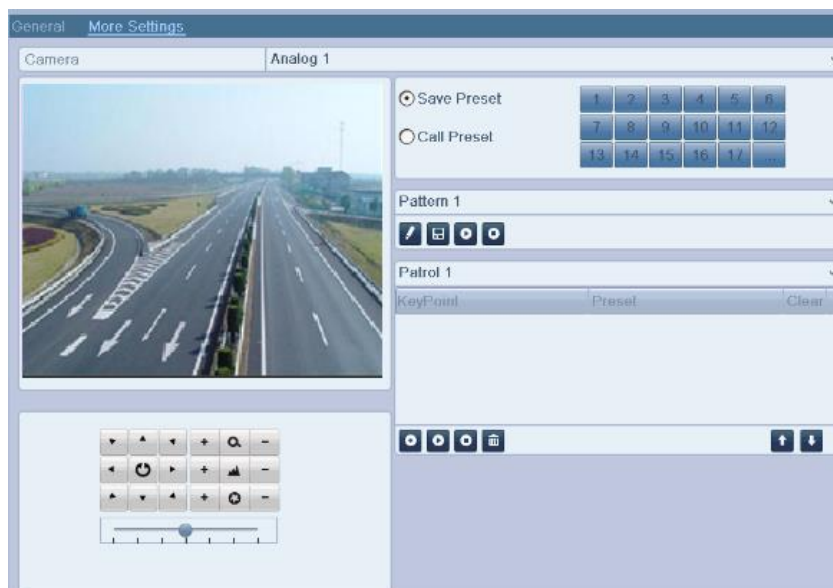 General More Settings
Camera Analog 1
Save Preset
1 2 3 4 5 6
Call Preset
7 8 9 10 11 12
13 14 15 16 17 ...
Pattern 1
Patrol 1
KeyPoint Preset Clear